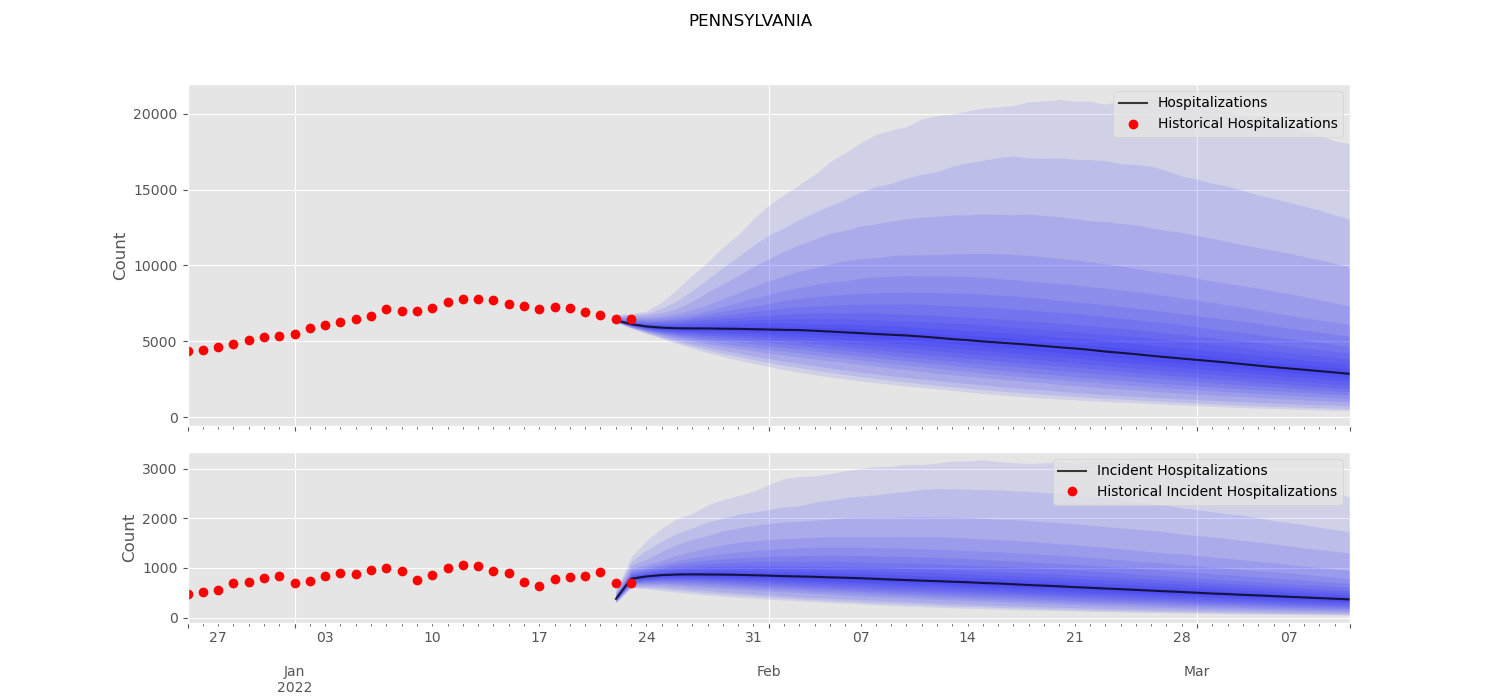 PENNSYLVANIA
20000
15000
10000
5000
0
Count
Hospitalizations
Historical Hospitalizations
3000
2000
1000
0
Count
Incident Hospitalizations
Historical Incident Hospitalizations
27 03 10 17 24 31 07 14 21 28 07
Jan Feb Mar
2022